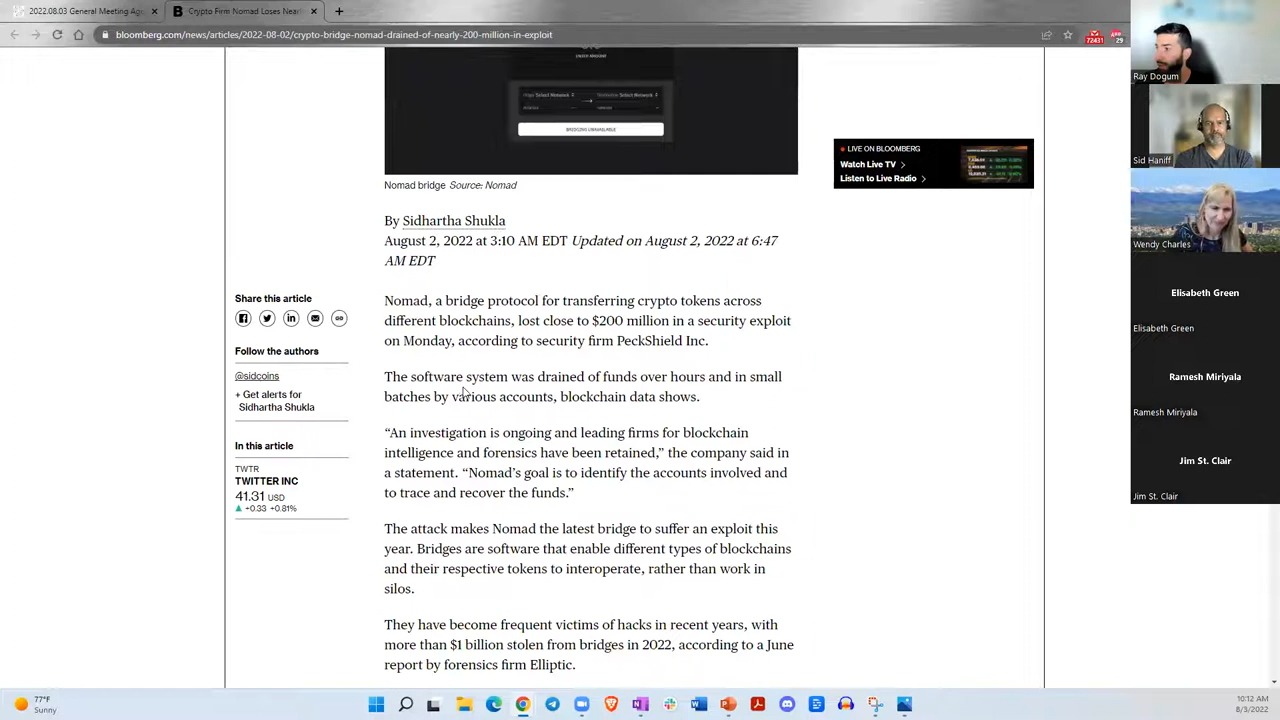 2022.08.03 General Meeting Age
Crypto Firm Nomad Loses Nearly
bloomberg.com/news/articles/2022-08-02/crypto-bridge-nomad-drained-of-nearly-200-million-in-exploit
72431
29
Select Network
Select Network
BRIDGING UNAVAILABLE
Nomad bridge Source: Nomad
LIVE ON BLOOMBERG
Watch Live TV
Listen to Live Radio
By Sidhartha Shukla
August 2, 2022 at 3:10 AM EDT Updated on August 2, 2022 at 6:47
AM EDT
Share this article
Follow the authors
@sidcoins
+ Get alerts for
Sidhartha Shukla
In this article
TWTR
TWITTER INC
41.31 USD
+0.33 +0.81%
Nomad, a bridge protocol for transferring crypto tokens across
different blockchains, lost close to $200 million in a security exploit
on Monday, according to security firm PeckShield Inc.
The software system was drained of funds over hours and in small
batches by various accounts, blockchain data shows.
“An investigation is ongoing and leading firms for blockchain
intelligence and forensics have been retained,” the company said in
a statement. “Nomad’s goal is to identify the accounts involved and
to trace and recover the funds.”
The attack makes Nomad the latest bridge to suffer an exploit this
year. Bridges are software that enable different types of blockchains
and their respective tokens to interoperate, rather than work in
silos.
They have become frequent victims of hacks in recent years, with
more than $1 billion stolen from bridges in 2022, according to a June
report by forensics firm Elliptic.
Ray Dogum
Sid Haniff
Wendy Charles
Elisabeth Green
Elisabeth Green
Ramesh Miriyala
Ramesh Miriyala
Jim St. Clair
Jim St. Clair
77°F
Sunny
10:12 AM
8/3/2022